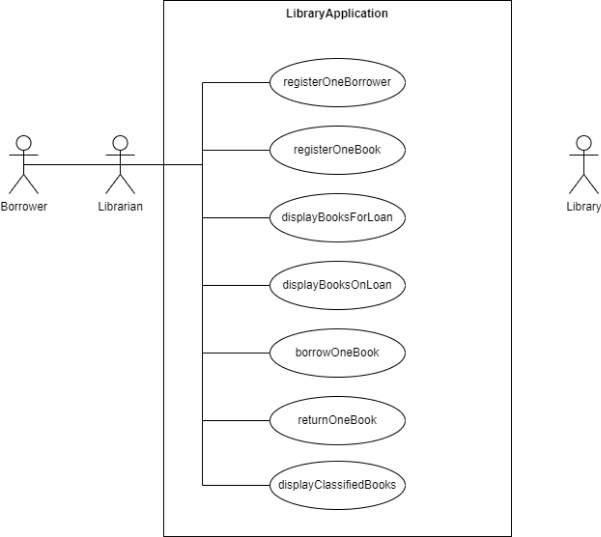 LibraryApplication
registerOneBorrower
registerOneBook
Borrower
Librarian
Library
displayBooksForLoan
displayBooksOnLoan
borrowOneBook
returnOneBook
displayClassifiedBooks